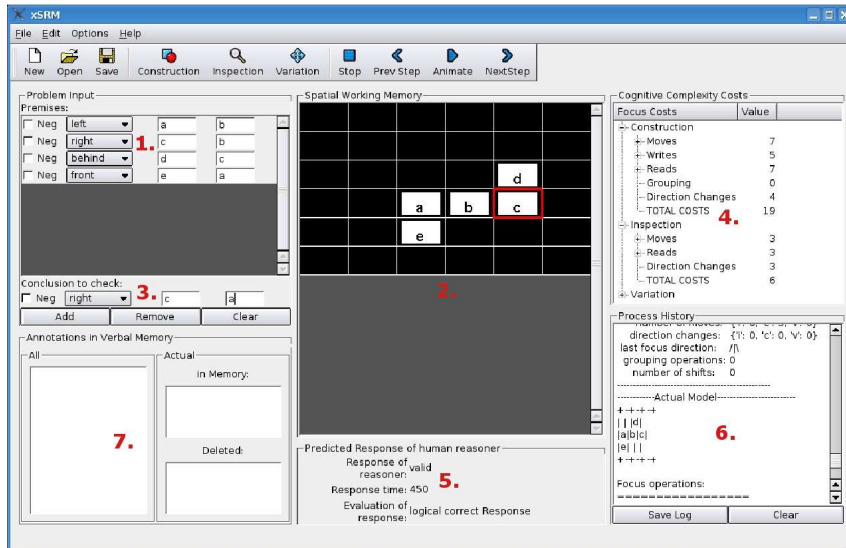 xSRM
File Edit Options Help
New Open Save Construction Inspection Variation Stop Prev Step Animate NextStep
Problem Input
Premises:
Neg left a b
Neg right c b
Neg behind d c
Neg front e a
1.
Conclusion to check:
Neg right 3. c a
Add Remove Clear
Annotations in Verbal Memory
All
7.
Actual
in Memory:
Deleted:
Spatial Working Memory
d
a b c
e
2.
Predicted Response of human reasoner
Response of reasoner: valid
Response time: 450
Evaluation of response: logical correct Response
5.
Cognitive Complexity Costs
Focus Costs Value
Construction
Moves 7
Writes 5
Reads 7
Grouping 0
Direction Changes 4
TOTAL COSTS 19
4.
Inspection
Moves 3
Reads 3
Direction Changes 3
TOTAL COSTS 6
Variation
Process History
direction changes: {'i': 0, 'c': 0, 'v': 0}
last focus direction: /|\
grouping operations: 0
number of shifts: 0
------------Actual Model------------------------
+-+-+-+
| | |d|
|a|b|c|
|e| | |
+-+-+-+
6.
Focus operations:
===================
Save Log Clear